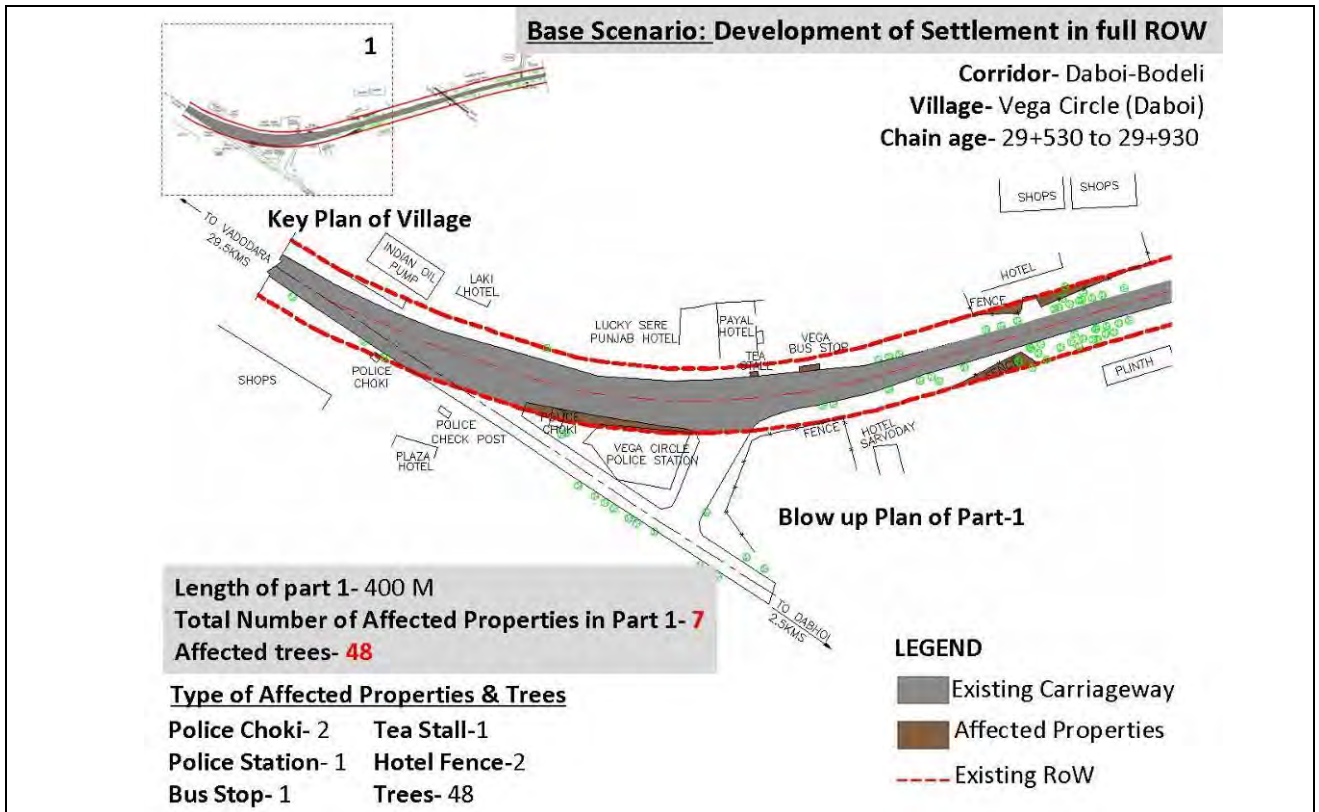 Base Scenario: Development of Settlement in full ROW
1
Corridor- Daboi-Bodeli
Village- Vega Circle (Daboi)
Chain age- 29+530 to 29+930
Key Plan of Village
TO VADODARA
29.5KMS
INDIAN OIL
PUMP
LAKI
HOTEL
LUCKY SERE
PUNJAB HOTEL
PAYAL
HOTEL
TEA
STALL
VEGA
BUS STOP
FENCE
HOTEL
SHOPS
SHOPS
SHOPS
POLICE
CHOKI
POLICE
CHECK POST
PLAZA
HOTEL
POLICE
CHOKI
VEGA CIRCLE
POLICE STATION
FENCE
HOTEL
SARVODAY
FENCE
PLINTH
TO DABHOI
2.5KMS
Blow up Plan of Part-1
Length of part 1- 400 M
Total Number of Affected Properties in Part 1- 7
Affected trees- 48
Type of Affected Properties & Trees
Police Choki- 2 Tea Stall-1
Police Station- 1 Hotel Fence-2
Bus Stop- 1 Trees- 48
LEGEND
Existing Carriageway
Affected Properties
Existing RoW